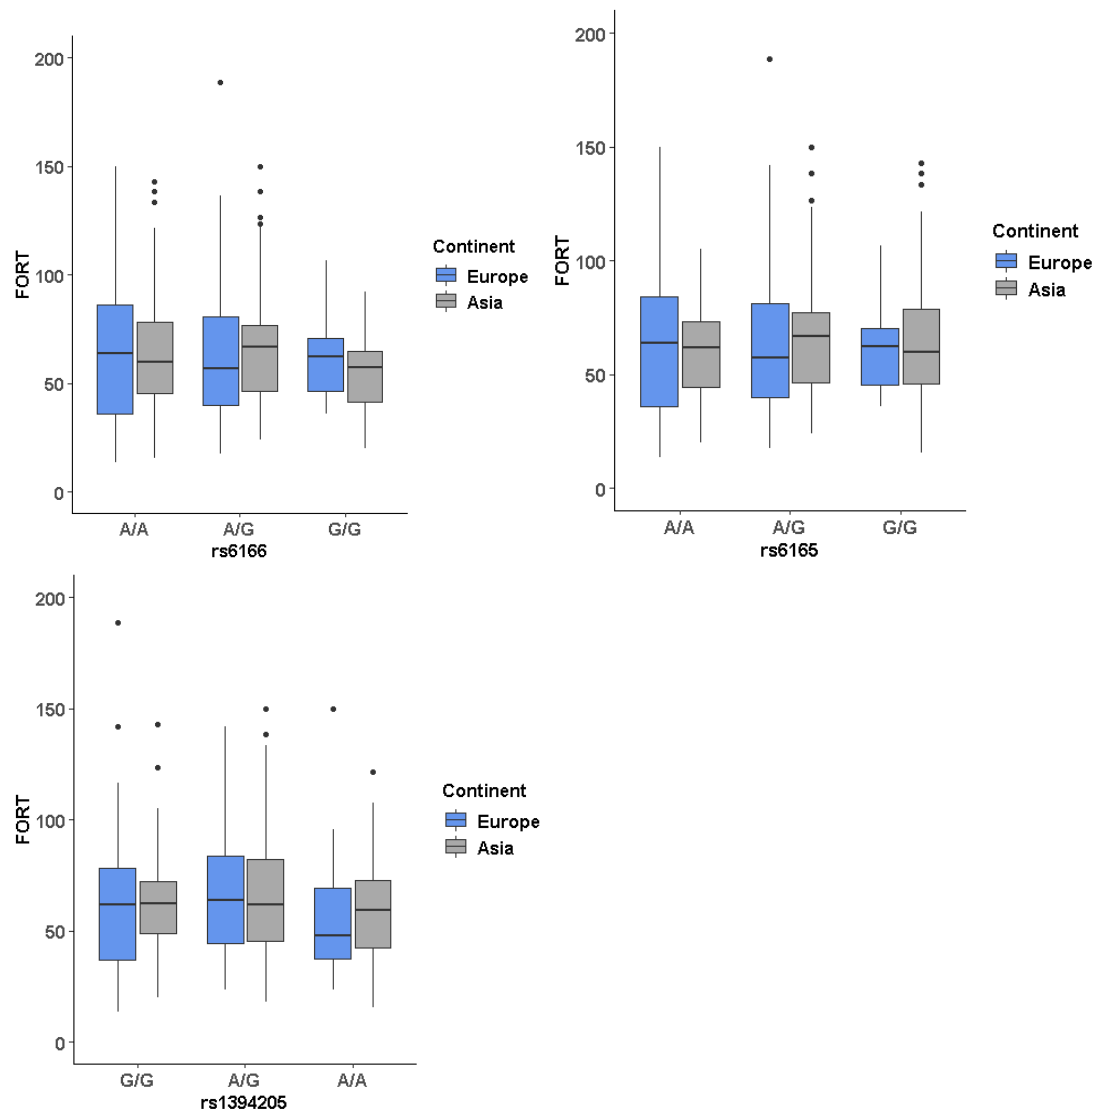 200
150
100
50
0
FORT
A/A A/G G/G
rs6166
Continent
Europe
Asia
200
150
100
50
0
FORT
A/A A/G G/G
rs6165
Continent
Europe
Asia
200
150
100
50
0
FORT
G/G A/G A/A
rs1394205
Continent
Europe
Asia